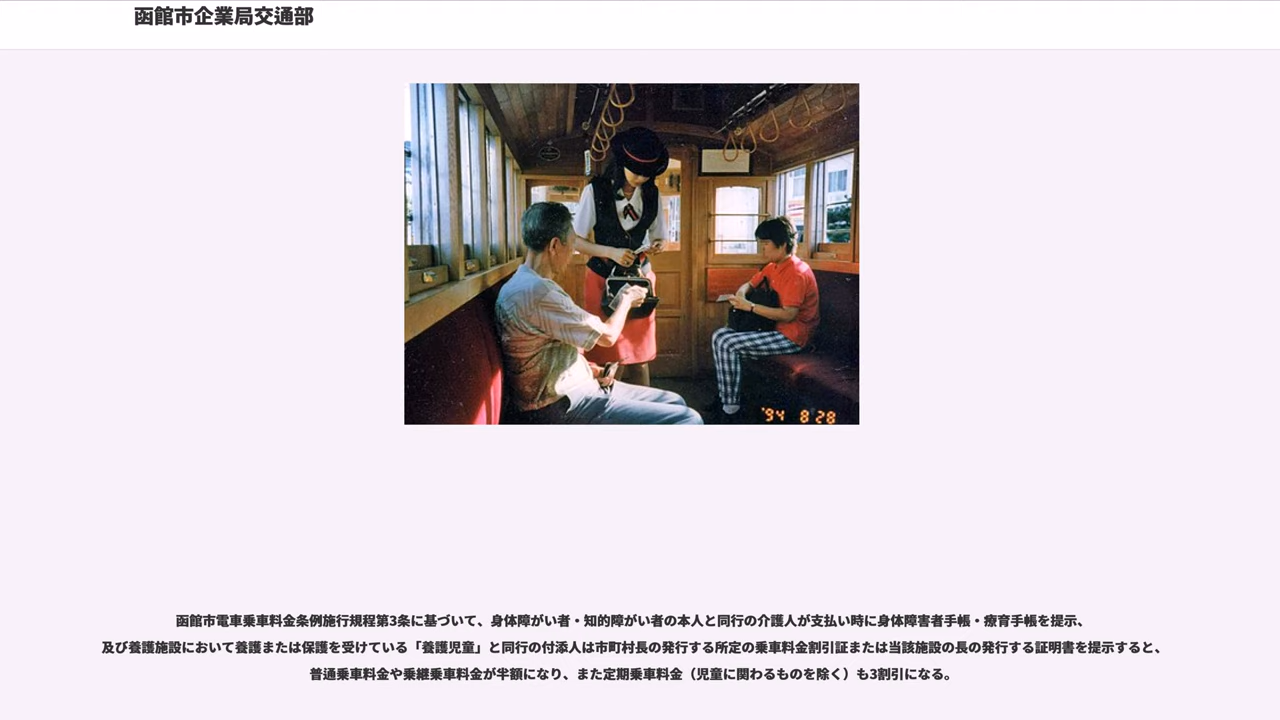 函館市企業局交通部
'94 8 28
函館市電車乗車料金条例施行規程第3条に基づいて、身体障がい者・知的障がい者の本人と同行の介護人が支払い時に身体障害者手帳・療育手帳を提示、
及び養護施設において養護または保護を受けている「養護児童」と同行の付添人は市町村長の発行する所定の乗車料金割引証または当該施設の長の発行する証明書を提示すると、
普通乗車料金や乗継乗車料金が半額になり、また定期乗車料金（児童に関わるものを除く）も3割引になる。